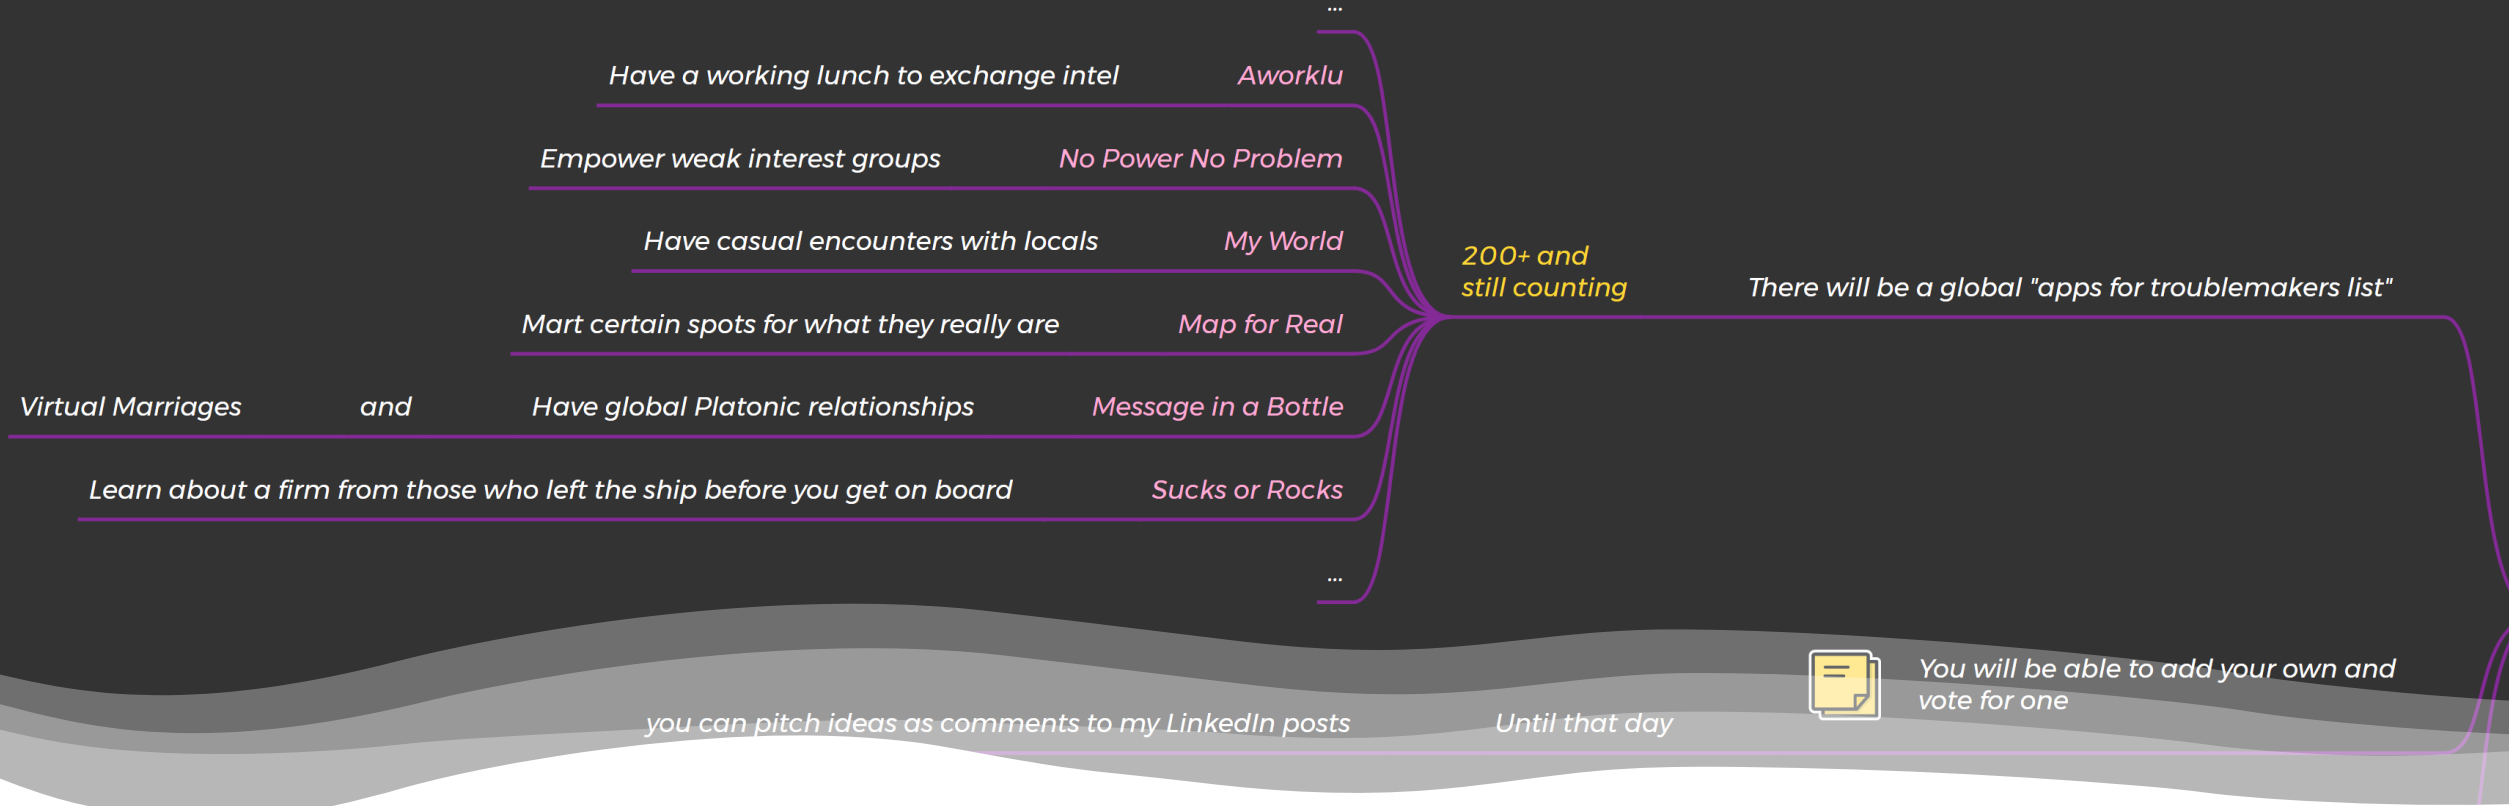 ...
Have a working lunch to exchange intel Aworklu
Empower weak interest groups No Power No Problem
Have casual encounters with locals My World
200+ and
still counting
There will be a global "apps for troublemakers list"
Mart certain spots for what they really are Map for Real
Virtual Marriages and Have global Platonic relationships Message in a Bottle
Learn about a firm from those who left the ship before you get on board Sucks or Rocks
...
You will be able to add your own and
vote for one
you can pitch ideas as comments to my LinkedIn posts Until that day